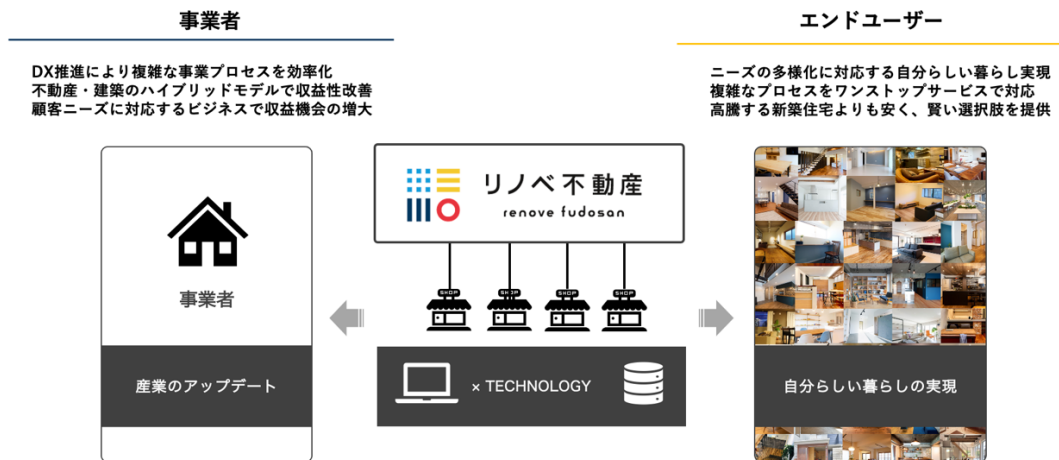 事業者
DX推進により複雑な事業プロセスを効率化
不動産・建築のハイブリッドモデルで収益性改善
顧客ニーズに対応するビジネスで収益機会の増大
エンドユーザー
ニーズの多様化に対応する自分らしい暮らし実現
複雑なプロセスをワンストップサービスで対応
高騰する新築住宅よりも安く、賢い選択肢を提供
事業者
産業のアップデート
リノベ不動産
renove fudosan
SHOP
SHOP
SHOP
SHOP
× TECHNOLOGY
自分らしい暮らしの実現